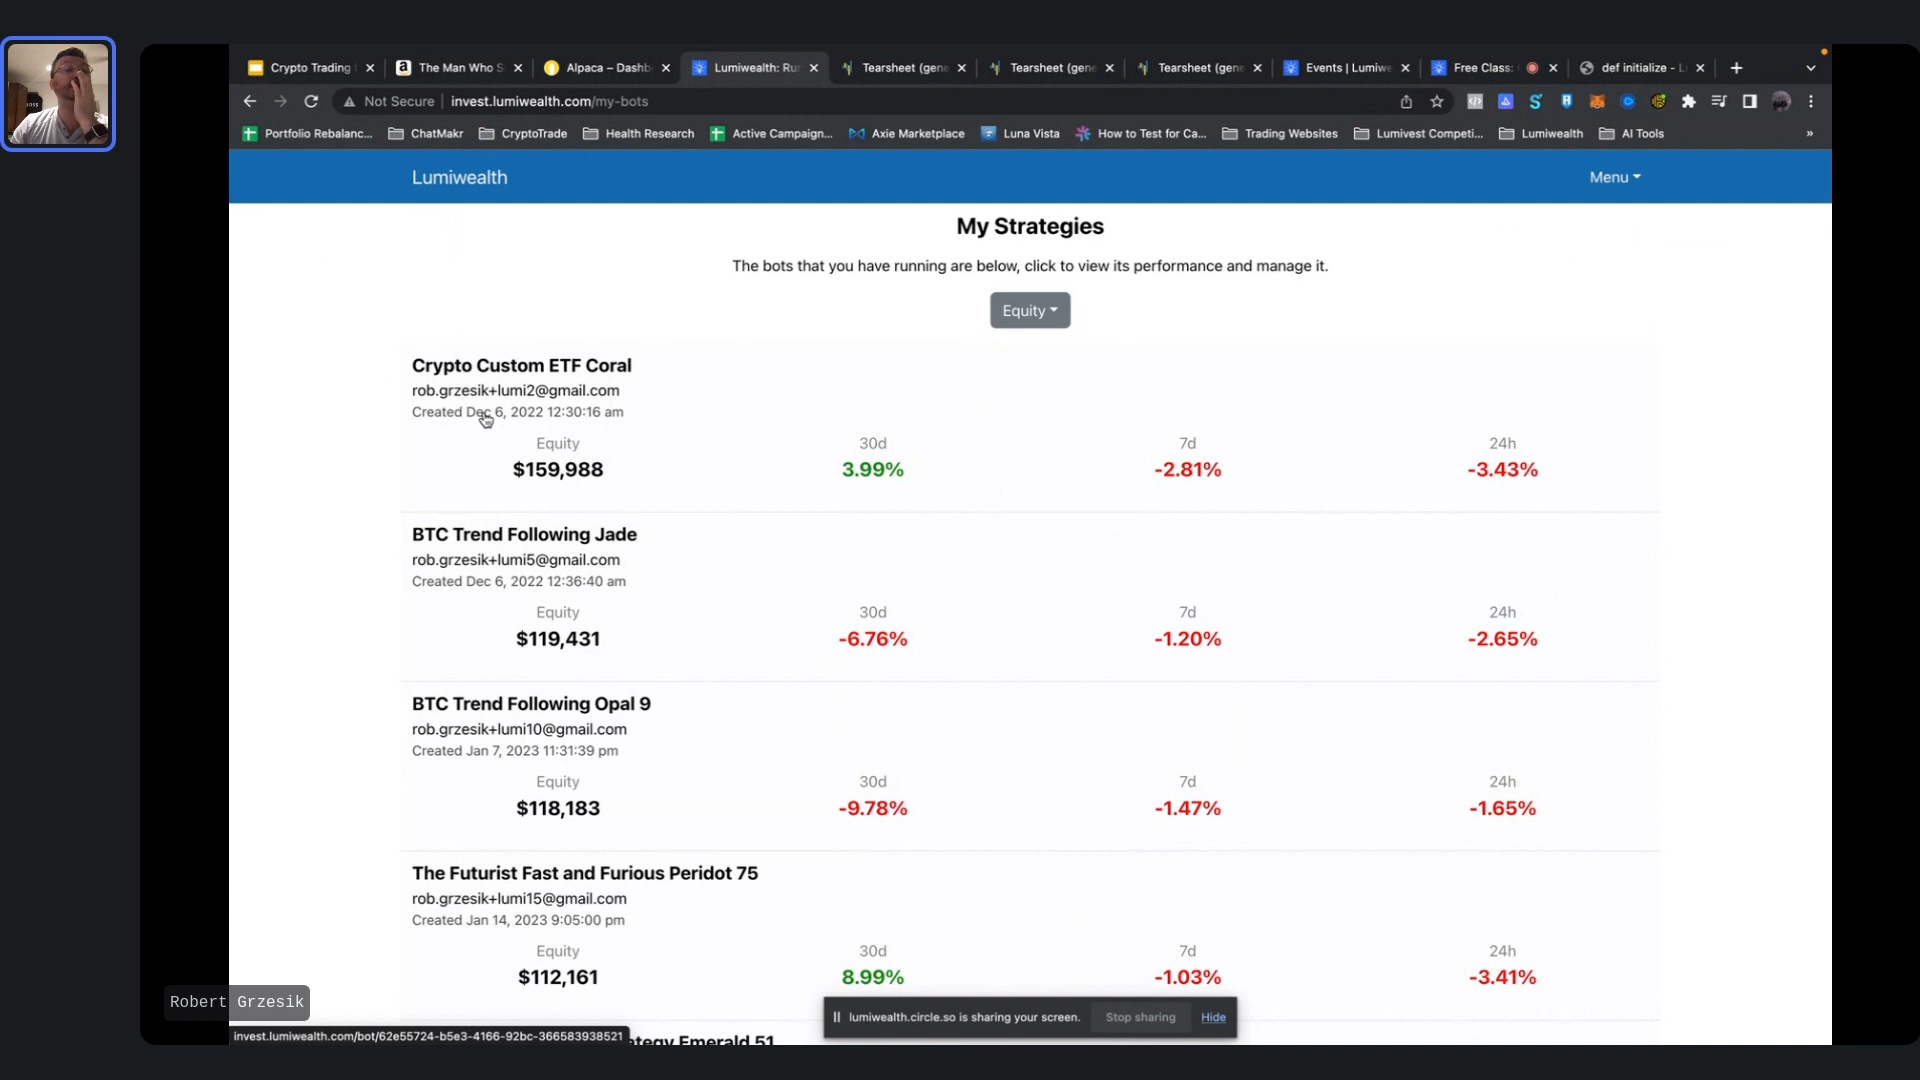 Crypto Trading
The Man Who S
Alpaca – Dashb
Lumiwealth: Run
Tearsheet (gene
Tearsheet (gene
Tearsheet (gene
Events | Lumiwe
Free Class:
def initialize - L
Not Secure
invest.lumiwealth.com/my-bots
Portfolio Rebalanc...
ChatMakr
CryptoTrade
Health Research
Active Campaign...
Axie Marketplace
Luna Vista
How to Test for Ca...
Trading Websites
Lumivest Competi...
Lumiwealth
AI Tools
»
Lumiwealth
Menu
My Strategies
The bots that you have running are below, click to view its performance and manage it.
Equity
Crypto Custom ETF Coral
rob.grzesik+lumi2@gmail.com
Created Dec 6, 2022 12:30:16 am
Equity 30d 7d 24h
$159,988 3.99% -2.81% -3.43%
BTC Trend Following Jade
rob.grzesik+lumi5@gmail.com
Created Dec 6, 2022 12:36:40 am
Equity 30d 7d 24h
$119,431 -6.76% -1.20% -2.65%
BTC Trend Following Opal 9
rob.grzesik+lumi10@gmail.com
Created Jan 7, 2023 11:31:39 pm
Equity 30d 7d 24h
$118,183 -9.78% -1.47% -1.65%
The Futurist Fast and Furious Peridot 75
rob.grzesik+lumi15@gmail.com
Created Jan 14, 2023 9:05:00 pm
Equity 30d 7d 24h
$112,161 8.99% -1.03% -3.41%
Robert Grzesik
lumiwealth.circle.so is sharing your screen.
Stop sharing
Hide
invest.lumiwealth.com/bot/62e55724-b5e3-4166-92bc-366583938521
ategy Emerald 51